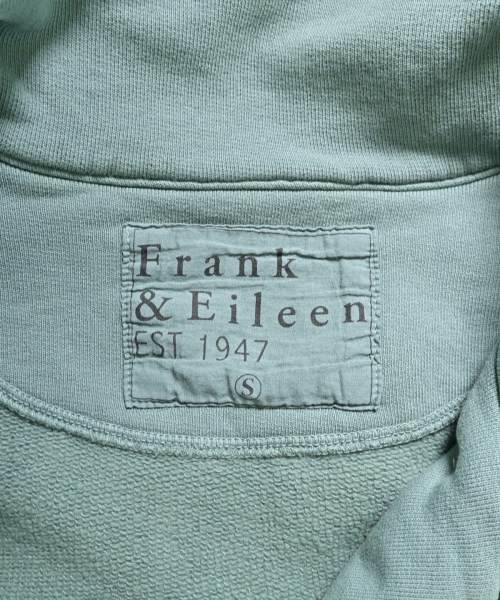 Frank
& Eileen
EST 1947
S